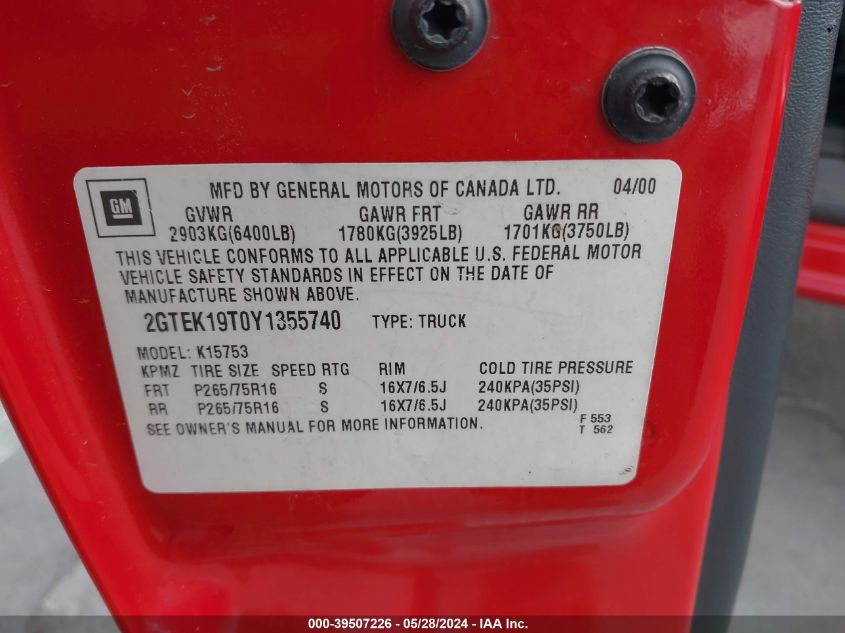 MFD BY GENERAL MOTORS OF CANADA LTD. 04/00
GM
GVWR GAWR FRT GAWR RR
2903KG(6400LB) 1780KG(3925LB) 1701KG(3750LB)
THIS VEHICLE CONFORMS TO ALL APPLICABLE U.S. FEDERAL MOTOR
VEHICLE SAFETY STANDARDS IN EFFECT ON THE DATE OF
MANUFACTURE SHOWN ABOVE.
2GTEK19T0Y1355740 TYPE: TRUCK
MODEL: K15753
KPMZ TIRE SIZE SPEED RTG RIM COLD TIRE PRESSURE
FRT P265/75R16 S 16X7/6.5J 240KPA(35PSI)
RR P265/75R16 S 16X7/6.5J 240KPA(35PSI)
SEE OWNER'S MANUAL FOR MORE INFORMATION. F 553
T 562
000-39507226 - 05/28/2024 - IAA Inc.